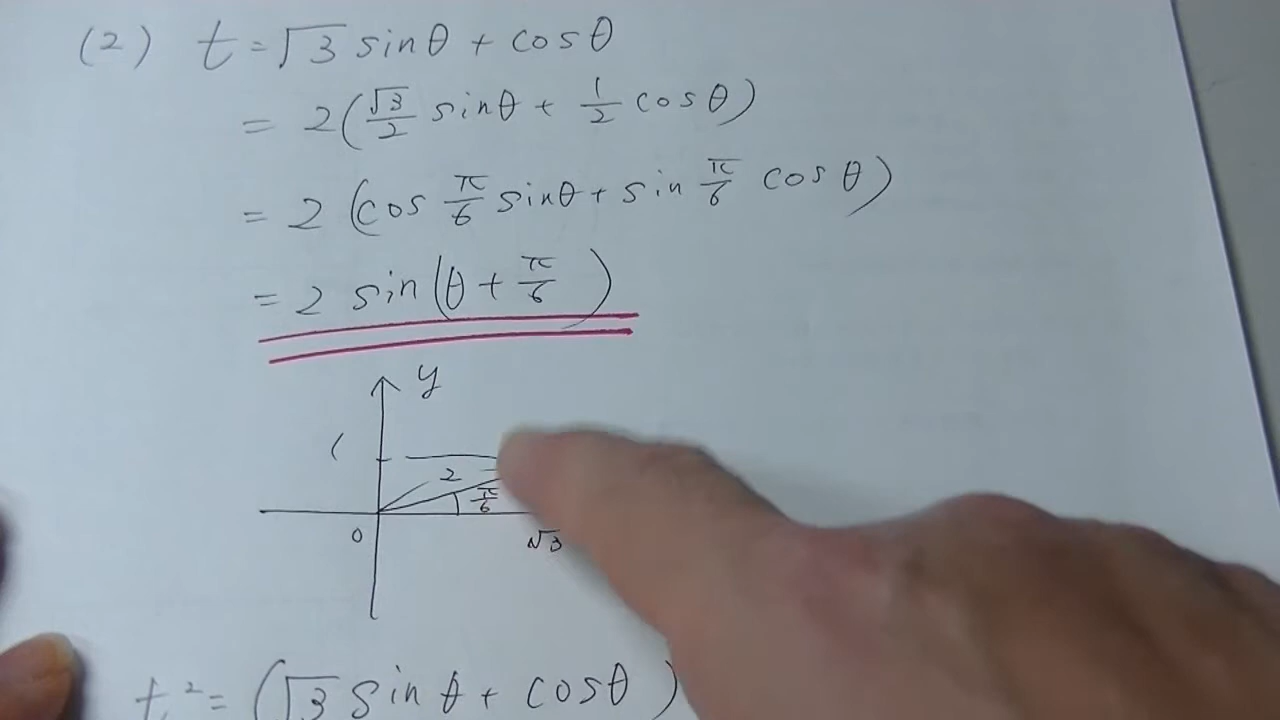 (2) t = √3 sinθ + cosθ
= 2(√3/2 sinθ + 1/2 cosθ)
= 2 (cos π/6 sinθ + sin π/6 cosθ)
= 2 sin(θ + π/6)
y
1
2
π/6
0
√3
t² = (√3 sinθ + cosθ)